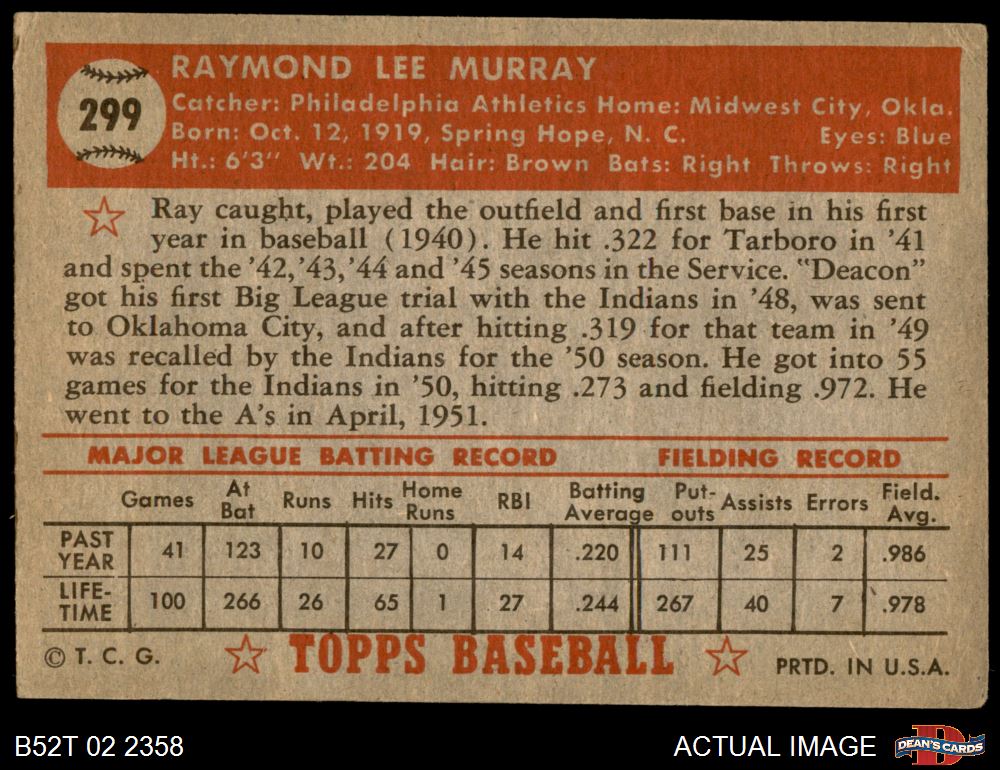 299
RAYMOND LEE MURRAY
Catcher: Philadelphia Athletics Home: Midwest City, Okla.
Born: Oct. 12, 1919, Spring Hope, N. C. Eyes: Blue
Ht.: 6'3" Wt.: 204 Hair: Brown Bats: Right Throws: Right
Ray caught, played the outfield and first base in his first
year in baseball (1940). He hit .322 for Tarboro in '41
and spent the '42,'43,'44 and '45 seasons in the Service. "Deacon"
got his first Big League trial with the Indians in '48, was sent
to Oklahoma City, and after hitting .319 for that team in '49
was recalled by the Indians for the '50 season. He got into 55
games for the Indians in '50, hitting .273 and fielding .972. He
went to the A's in April, 1951.
MAJOR LEAGUE BATTING RECORD FIELDING RECORD
Games At Bat Runs Hits Home Runs RBI Batting Average Put-outs Assists Errors Field. Avg.
PAST YEAR 41 123 10 27 0 14 .220 111 25 2 .986
LIFE-TIME 100 266 26 65 1 27 .244 267 40 7 .978
© T. C. G. TOPPS BASEBALL PRTD. IN U.S.A.
B52T 02 2358 ACTUAL IMAGE D DEAN'S CARDS